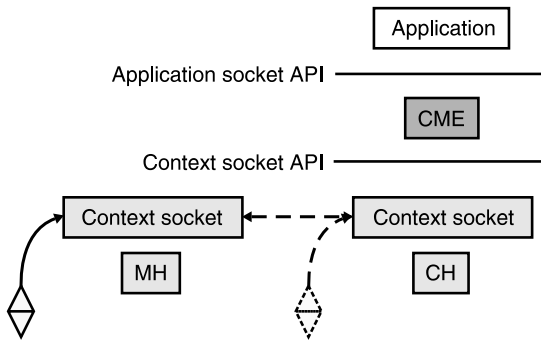 Application
Application socket API
CME
Context socket API
Context socket
Context socket
MH
CH